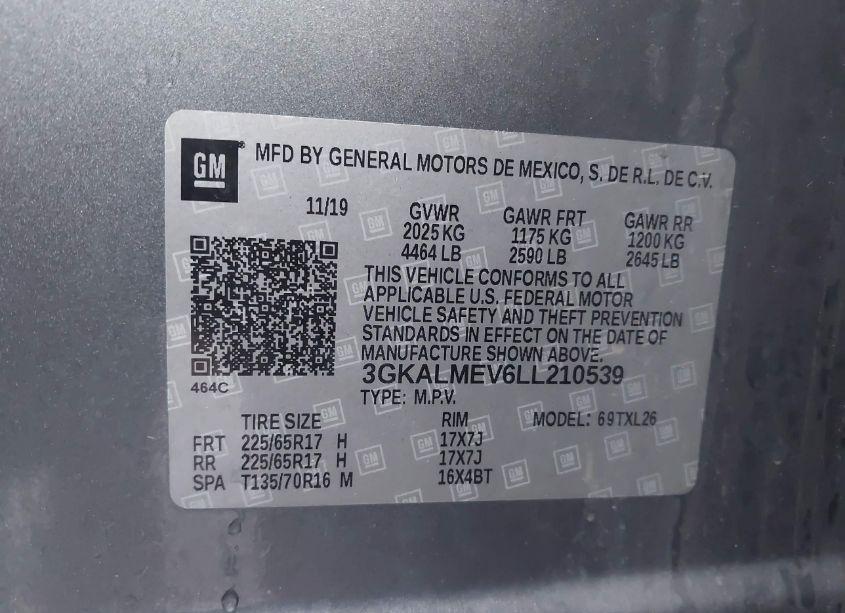 GM MFD BY GENERAL MOTORS DE MEXICO, S. DE R.L. DE C.V.
11/19 GVWR GAWR FRT GAWR RR
2025 KG 1175 KG 1200 KG
4464 LB 2590 LB 2645 LB
THIS VEHICLE CONFORMS TO ALL
APPLICABLE U.S. FEDERAL MOTOR
VEHICLE SAFETY AND THEFT PREVENTION
STANDARDS IN EFFECT ON THE DATE OF
MANUFACTURE SHOWN ABOVE.
464C
3GKALMEV6LL210539
TYPE: M.P.V.
TIRE SIZE RIM MODEL: 69TXL26
FRT 225/65R17 H 17X7J
RR 225/65R17 H 17X7J
SPA T135/70R16 M 16X4BT